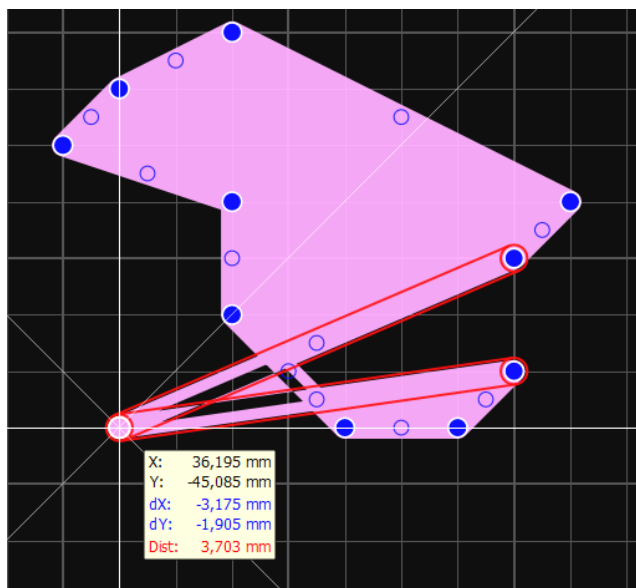 X: 36,195 mm
Y: -45,085 mm
dX: -3,175 mm
dY: -1,905 mm
Dist: 3,703 mm